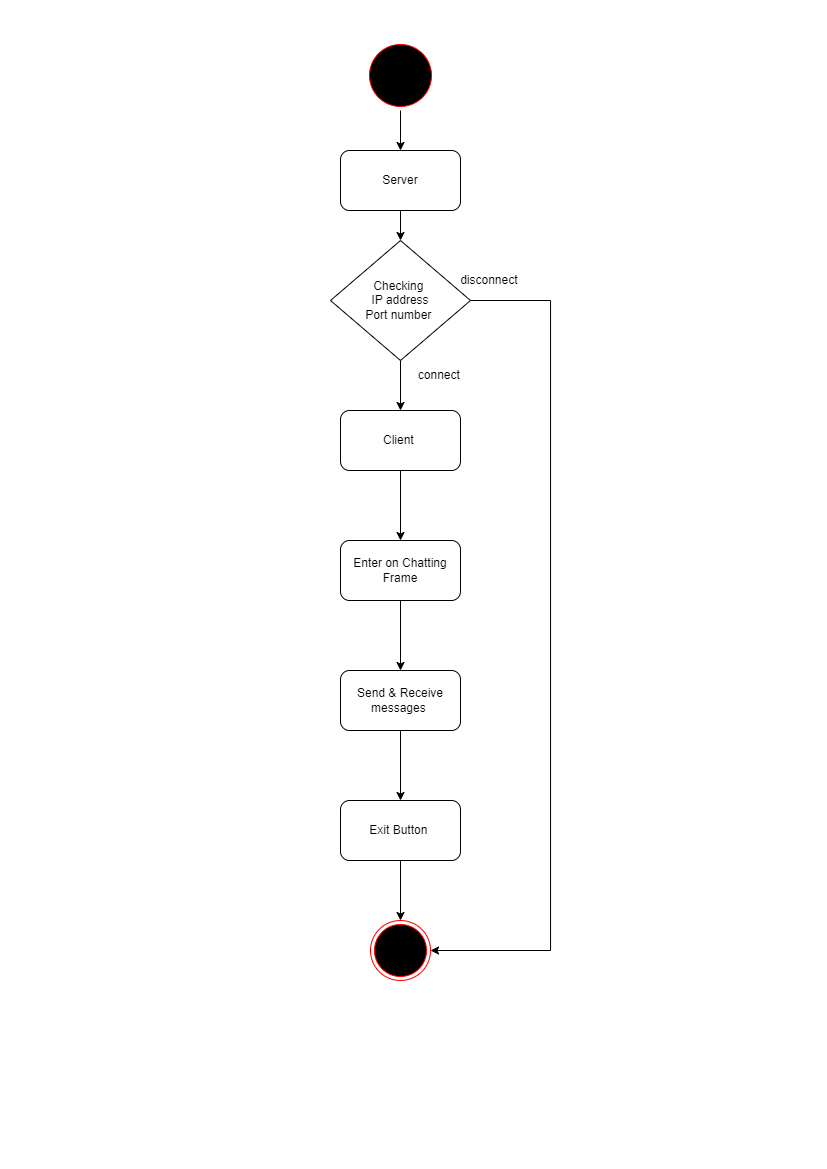 Server
Checking
IP address
Port number
disconnect
connect
Client
Enter on Chatting
Frame
Send & Receive
messages
Exit Button